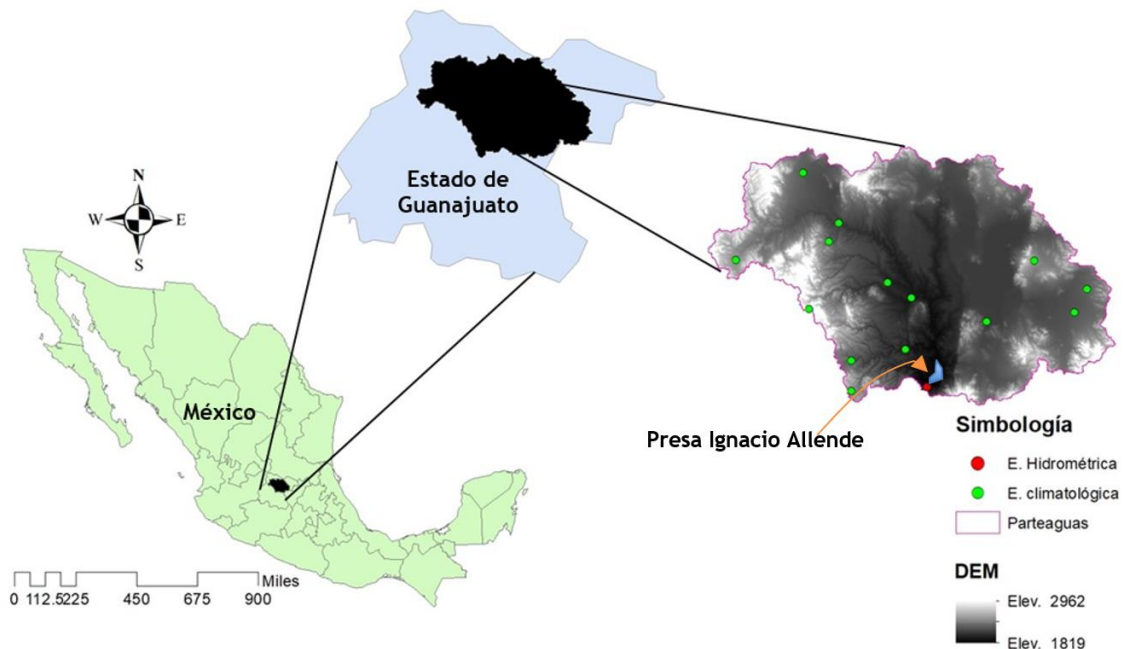 Estado de
Guanajuato
N
W E
S
México
Presa Ignacio Allende
Simbología
E. Hidrométrica
E. climatológica
Parteaguas
DEM
Elev. 2962
Elev. 1819
Miles
0 112.5225 450 675 900